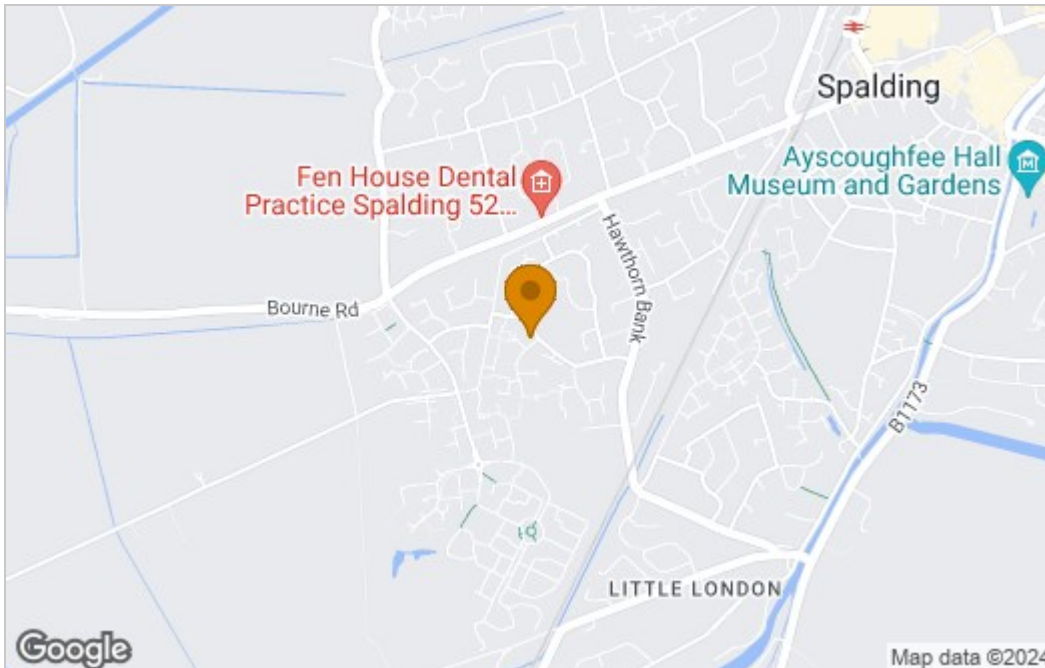 Spalding
Ayscoughfee Hall
Museum and Gardens
Fen House Dental
Practice Spalding 52...
Hawthorn Bank
Bourne Rd
B1173
LITTLE LONDON
Google
Map data ©2024